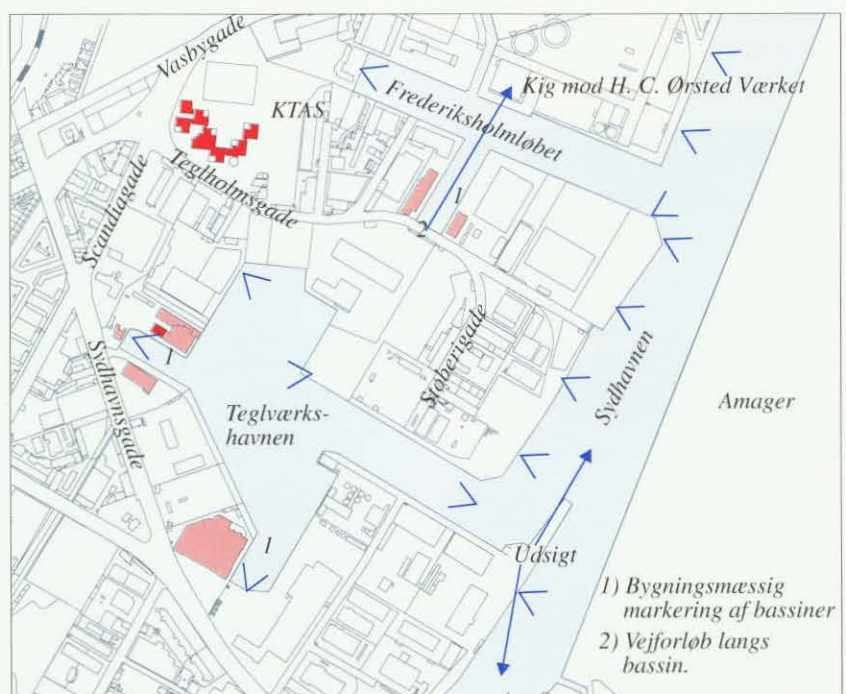 Vasbygade
KTAS
Kig mod H. C. Ørsted Værket
Frederiksholmløbet
Teglholmsgade
Scandiagade
1
2
Støberigade
Sydhavnen
1
Sydhavnsgade
Teglværks-
havnen
Amager
1
Udsigt
1) Bygningsmæssig
markering af bassiner
2) Vejforløb langs
bassin.